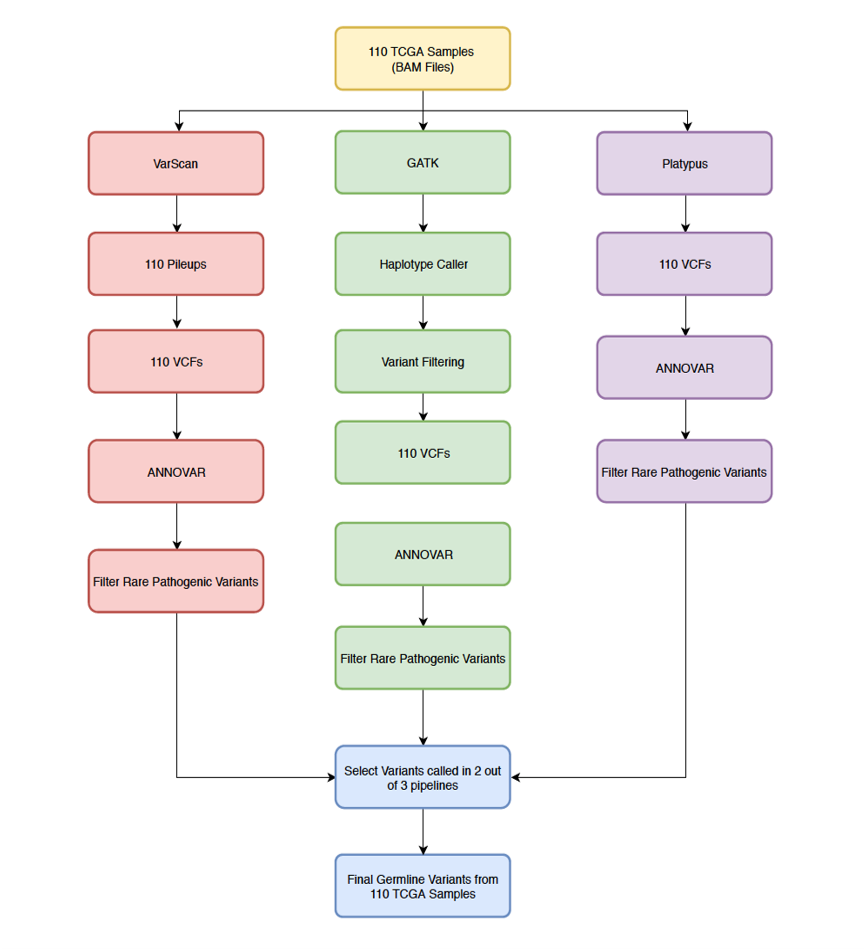 110 TCGA Samples
(BAM Files)
VarScan
GATK
Platypus
110 Pileups
Haplotype Caller
110 VCFs
110 VCFs
Variant Filtering
ANNOVAR
110 VCFs
ANNOVAR
Filter Rare Pathogenic Variants
ANNOVAR
Filter Rare Pathogenic Variants
Filter Rare Pathogenic Variants
Select Variants called in 2 out
of 3 pipelines
Final Germline Variants from
110 TCGA Samples